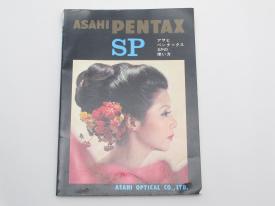 ASAHI PENTAX
SP
アサヒ
ペンタックス
SPの
使い方
ASAHI OPTICAL CO., LTD.